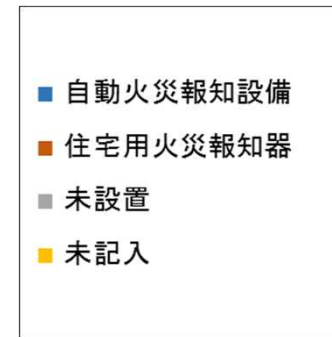 自動火災報知設備
住宅用火災報知器
未設置
未記入